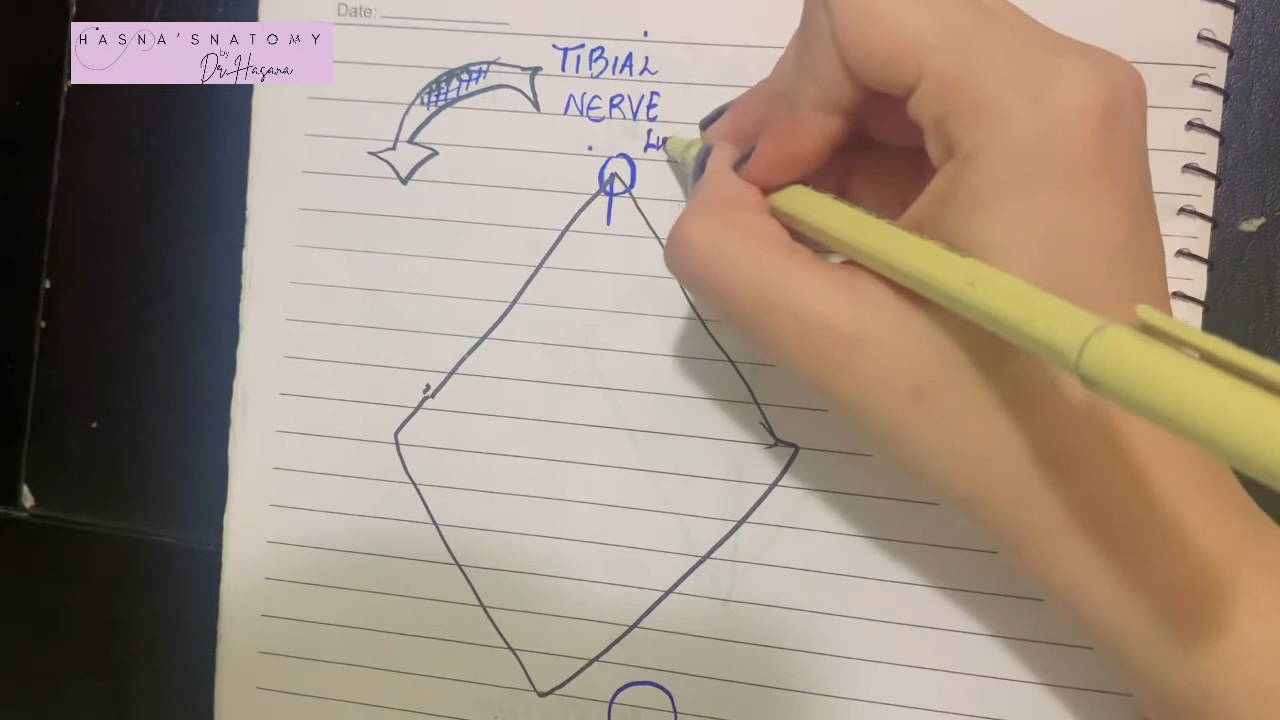 Date:
HASNA'SNATOMY
by
Dr.Hasana
TIBIAL
NERVE